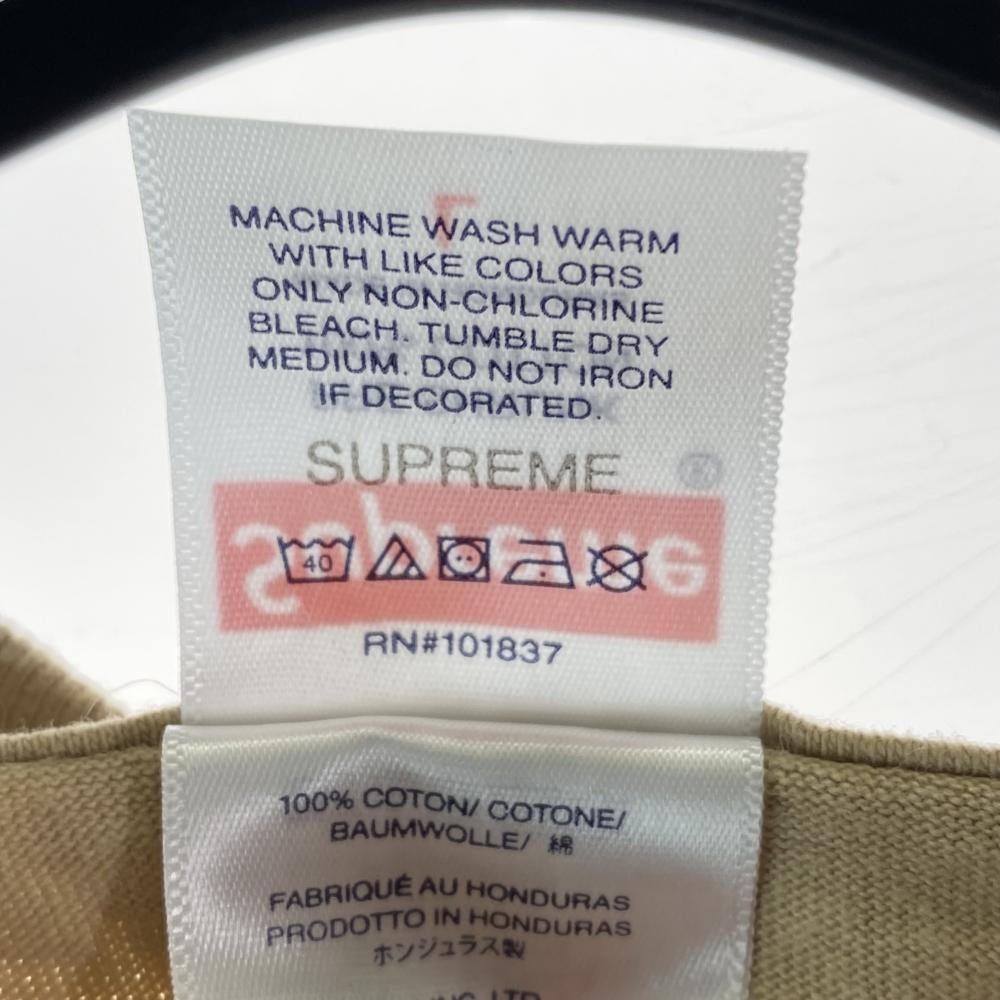 MACHINE WASH WARM
WITH LIKE COLORS
ONLY NON-CHLORINE
BLEACH. TUMBLE DRY
MEDIUM. DO NOT IRON
IF DECORATED.
SUPREME
Supreme
40
RN#101837
100% COTON/ COTONE/
BAUMWOLLE/ 綿
FABRIQUÉ AU HONDURAS
PRODOTTO IN HONDURAS
ホンジュラス製
LTD